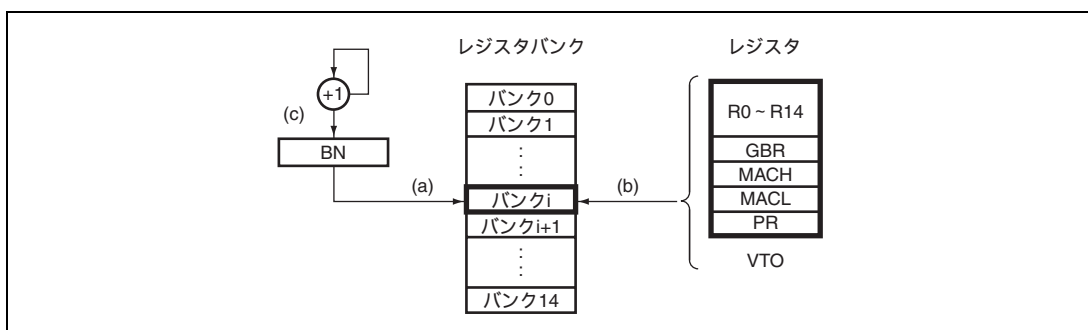 レジスタバンク
レジスタ
+1
(c)
BN
(a)
バンク0
バンク1
⋮
⋮
バンクi
バンクi+1
⋮
⋮
バンク14
(b)
R0 ~ R14
GBR
MACH
MACL
PR
VTO